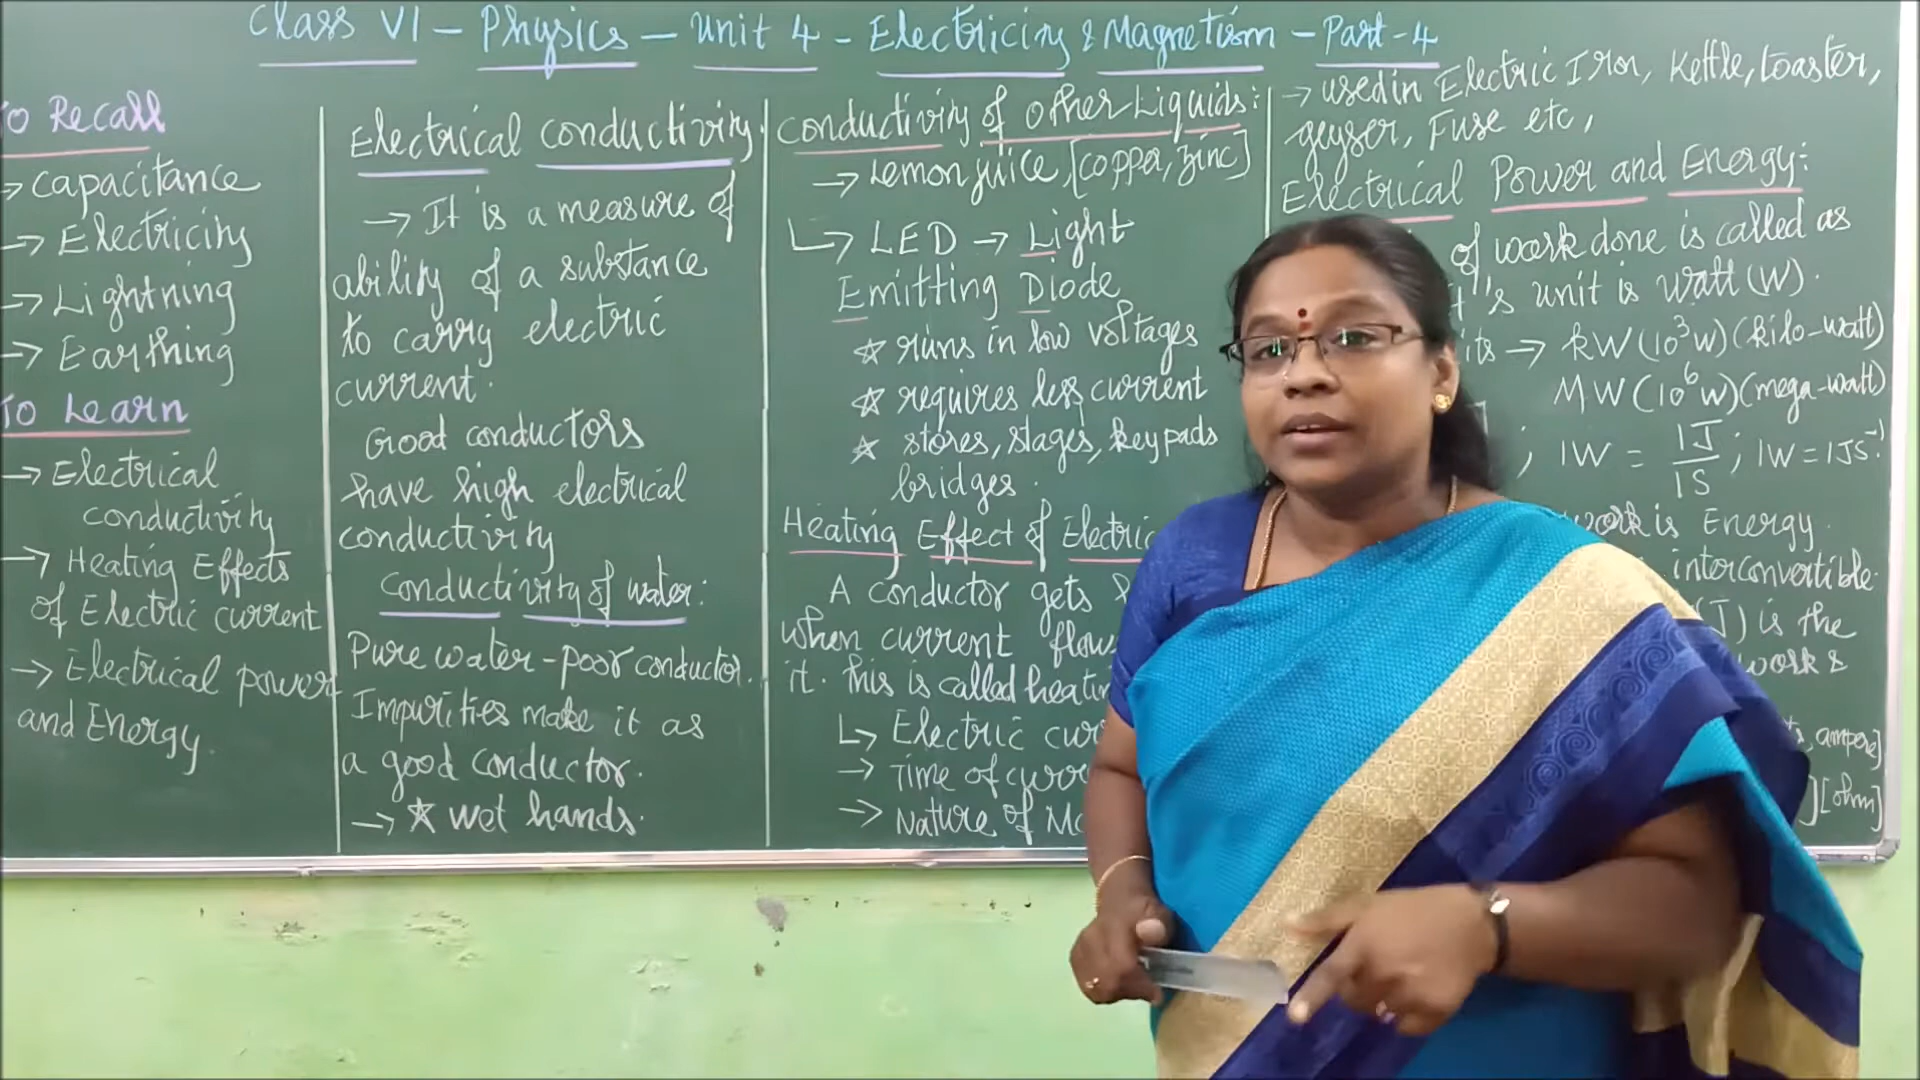 Class VI - Physics - Unit 4 - Electricity & Magnetism - Part-4
To Recall
→ Capacitance
→ Electricity
→ Lightning
→ Earthing
To Learn
→ Electrical
conductivity
→ Heating Effects
of Electric current
→ Electrical power
and Energy.
Electrical conductivity:
→ It is a measure of
ability of a substance
to carry electric
current.
Good conductors
have high electrical
conductivity
Conductivity of water:
Pure water - poor conductor.
Impurities make it as
a good conductor.
→ ☆ wet hands.
Conductivity of other Liquids:
→ Lemon juice, [copper, zinc]
↳ LED → Light
Emitting Diode
☆ runs in low voltages
☆ requires less current
☆ stores, stages, key pads
bridges.
Heating Effect of Electric
A conductor gets
when current
it. This is called
↳ Electric
→ Time of
→ Nature of
→ used in Electric Iron, Kettle, toaster,
geyser, Fuse etc,
Electrical Power and Energy:
of work done is called as
unit is watt (W).
→ kW (10³W) (kilo-watt)
MW (10⁶W) (mega-watt)
; 1W = 1J/1S ; 1W = 1JS⁻¹
work is Energy.
interconvertible.
(J) is the
work &
, ampere]
] [ohm]